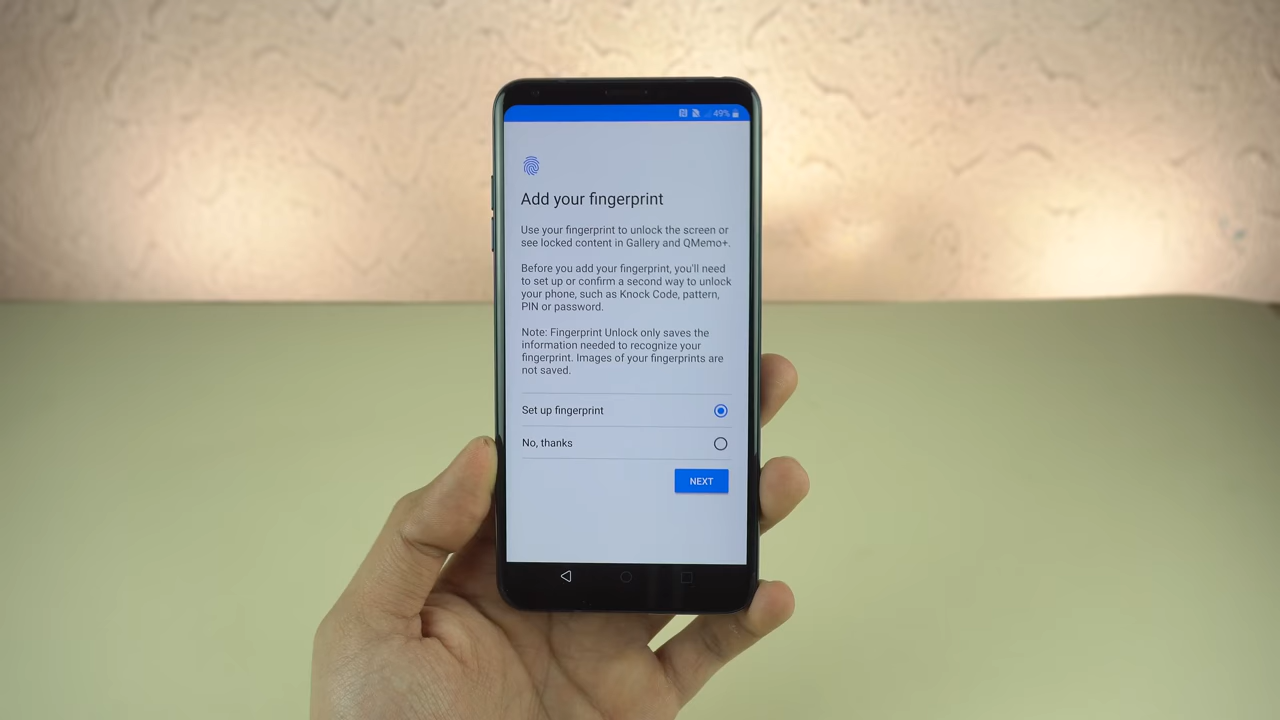 49%
Add your fingerprint
Use your fingerprint to unlock the screen or
see locked content in Gallery and QMemo+.
Before you add your fingerprint, you'll need
to set up or confirm a second way to unlock
your phone, such as Knock Code, pattern,
PIN or password.
Note: Fingerprint Unlock only saves the
information needed to recognize your
fingerprint. Images of your fingerprints are
not saved.
Set up fingerprint
No, thanks
NEXT